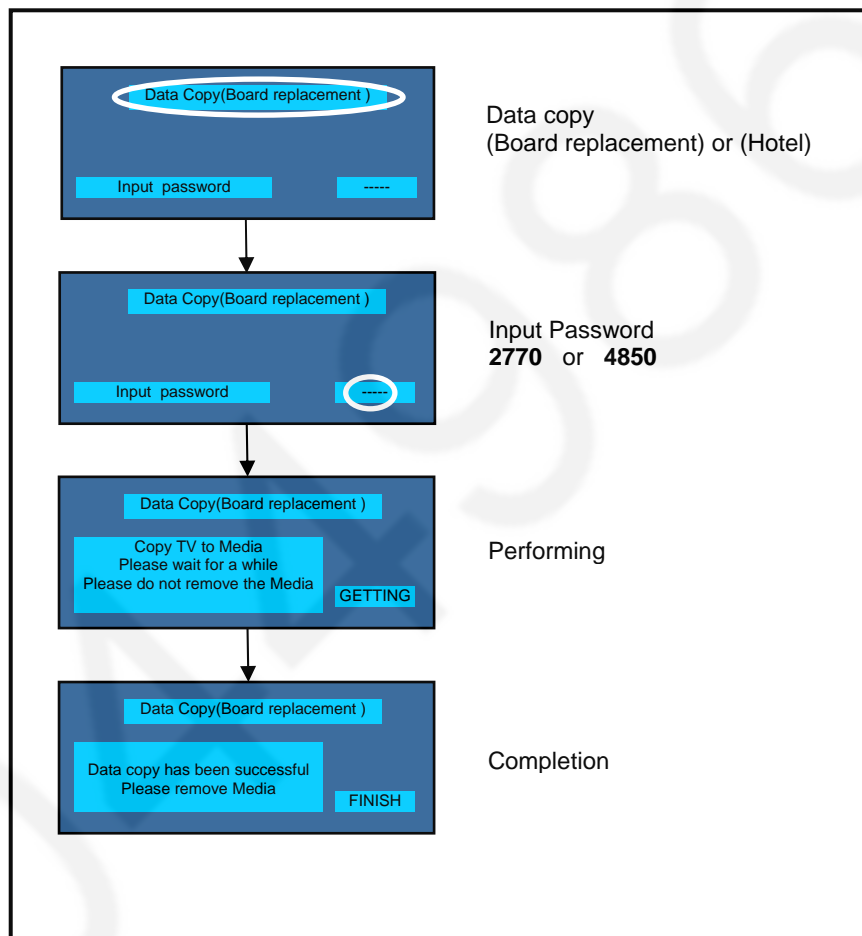 Data Copy(Board replacement )
Input  password
-----
Data copy
(Board replacement) or (Hotel)
Data Copy(Board replacement )
Input  password
-----
Input Password
2770 or 4850
Data Copy(Board replacement )
Copy TV to Media
Please wait for a while
Please do not remove the Media
GETTING
Performing
Data Copy(Board replacement )
Data copy has been successful
Please remove Media
FINISH
Completion